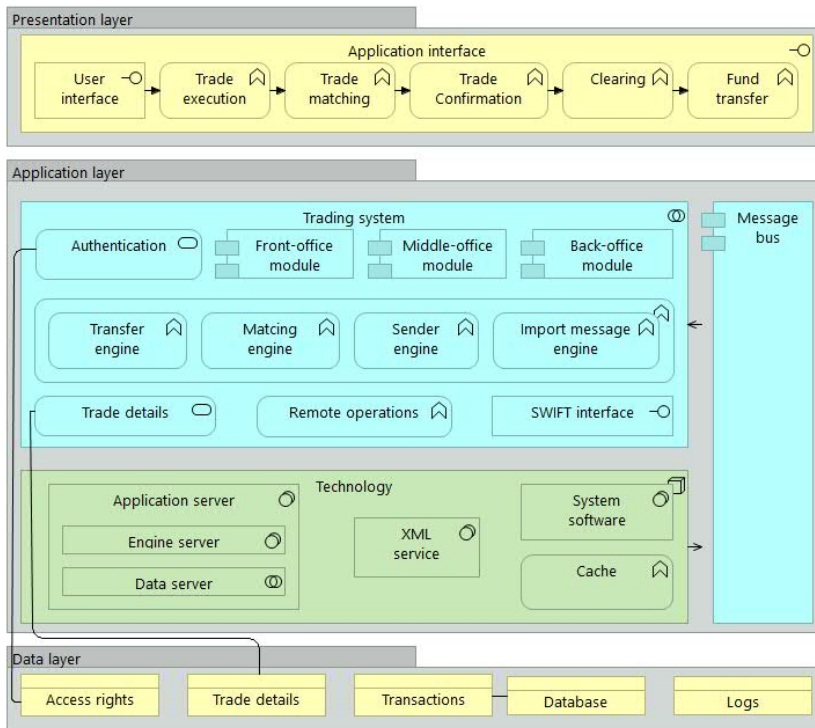 Presentation layer
Application interface
User
interface
Trade
execution
Trade
matching
Trade
Confirmation
Clearing
Fund
transfer
Application layer
Trading system
Message
bus
Authentication
Front-office
module
Middle-office
module
Back-office
module
Transfer
engine
Matcing
engine
Sender
engine
Import message
engine
Trade details
Remote operations
SWIFT interface
Technology
Application server
Engine server
Data server
XML
service
System
software
Cache
Data layer
Access rights
Trade details
Transactions
Database
Logs